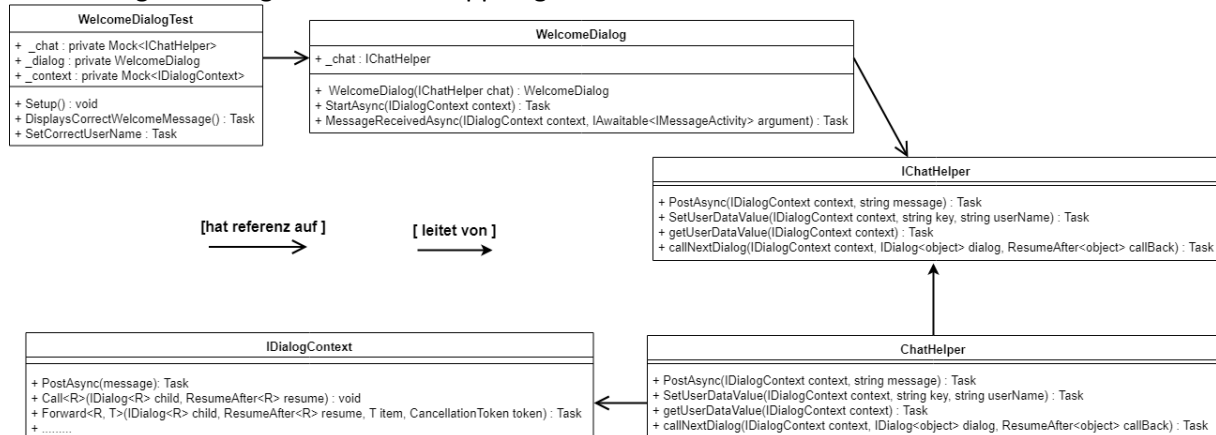 WelcomeDialogTest
+ _chat : private Mock<IChatHelper>
+ _dialog : private WelcomeDialog
+ _context : private Mock<IDialogContext>
+ Setup() : void
+ DisplaysCorrectWelcomeMessage() : Task
+ SetCorrectUserName : Task
WelcomeDialog
+ _chat : IChatHelper
+ WelcomeDialog(IChatHelper chat) : WelcomeDialog
+ StartAsync(IDialogContext context) : Task
+ MessageReceivedAsync(IDialogContext context, IAwaitable<IMessageActivity> argument) : Task
IChatHelper
+ PostAsync(IDialogContext context, string message) : Task
+ SetUserDataValue(IDialogContext context, string key, string userName) : Task
+ getUserDataValue(IDialogContext context) : Task
+ callNextDialog(IDialogContext context, IDialog<object> dialog, ResumeAfter<object> callBack) : Task
[hat referenz auf ]
[ leitet von ]
IDialogContext
+ PostAsync(message): Task
+ Call<R>(IDialog<R> child, ResumeAfter<R> resume) : void
+ Forward<R, T>(IDialog<R> child, ResumeAfter<R> resume, T item, CancellationToken token) : Task
+ .........
ChatHelper
+ PostAsync(IDialogContext context, string message) : Task
+ SetUserDataValue(IDialogContext context, string key, string userName) : Task
+ getUserDataValue(IDialogContext context) : Task
+ callNextDialog(IDialogContext context, IDialog<object> dialog, ResumeAfter<object> callBack) : Task